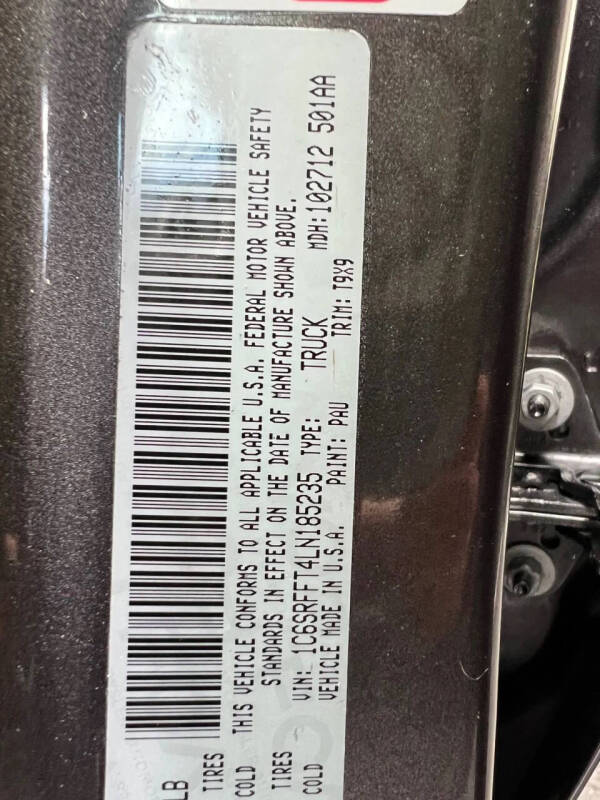 LB
TIRES
COLD
TIRES
COLD
THIS VEHICLE CONFORMS TO ALL APPLICABLE U.S.A. FEDERAL MOTOR VEHICLE SAFETY
STANDARDS IN EFFECT ON THE DATE OF MANUFACTURE SHOWN ABOVE.
VIN: 1C6SRFFT4LN185235 TYPE: TRUCK MDH:102712 501AA
VEHICLE MADE IN U.S.A. PAINT: PAU TRIM: T9X9